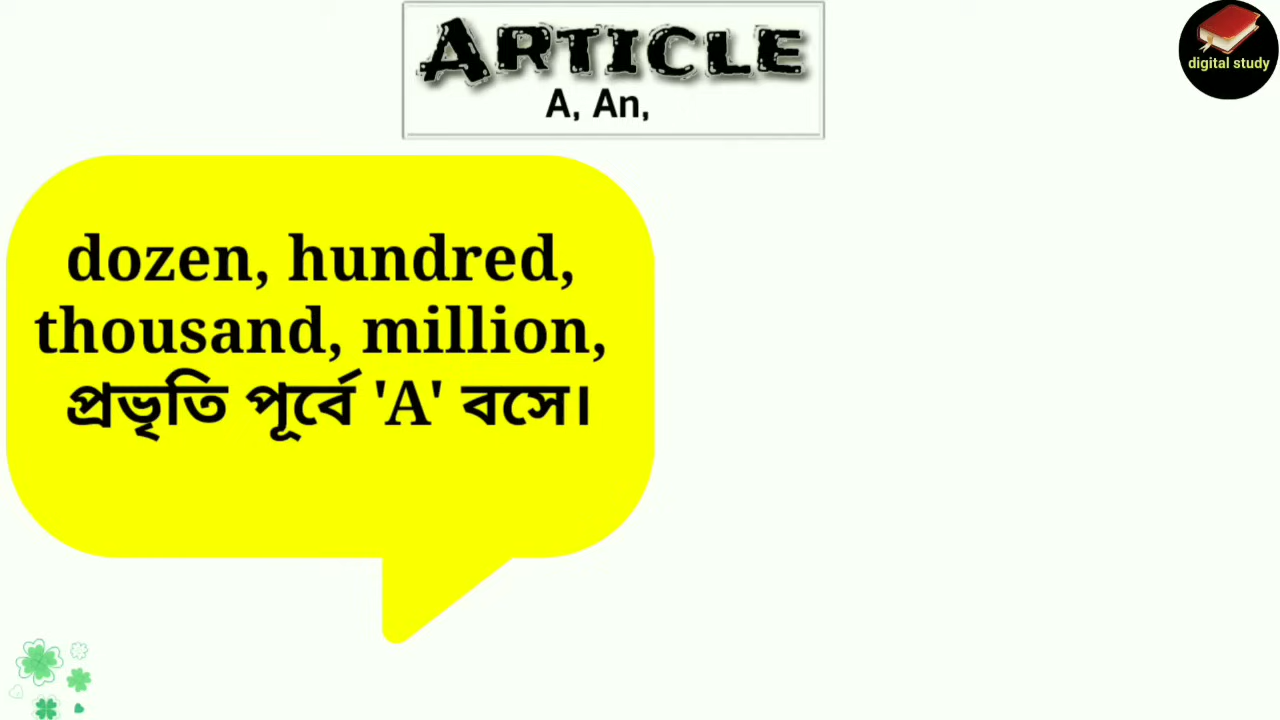 ARTICLE
A, An,
digital study
dozen, hundred,
thousand, million,
প্রভৃতি পূর্বে 'A' বসে।